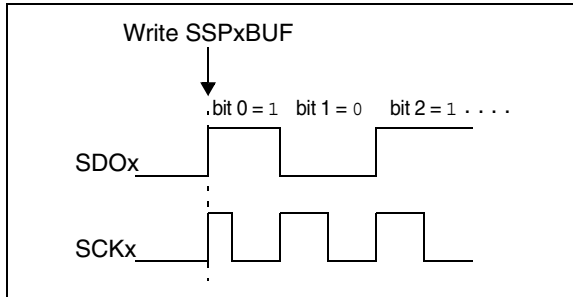 Write SSPxBUF
bit 0 = 1 bit 1 = 0 bit 2 = 1 . . . .
SDOx
SCKx